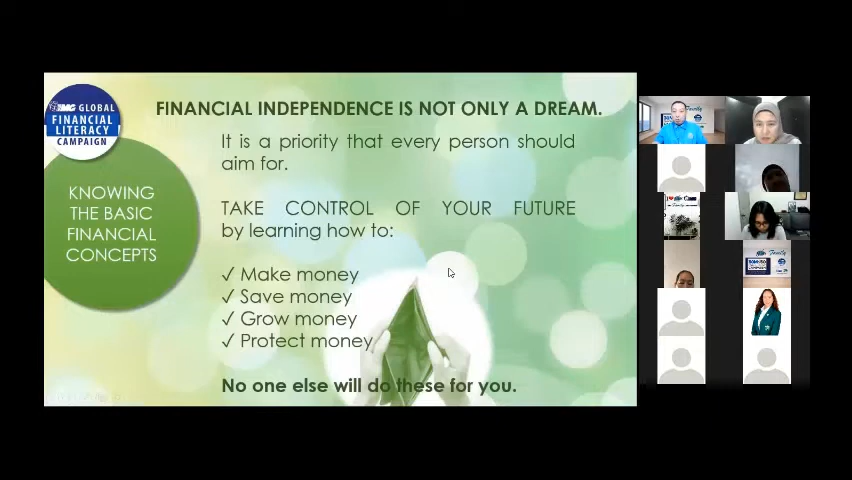 IMG GLOBAL
FINANCIAL
LITERACY
CAMPAIGN
KNOWING
THE BASIC
FINANCIAL
CONCEPTS
FINANCIAL INDEPENDENCE IS NOT ONLY A DREAM.
It is a priority that every person should
aim for.
TAKE CONTROL OF YOUR FUTURE
by learning how to:
✓ Make money
✓ Save money
✓ Grow money
✓ Protect money
No one else will do these for you.